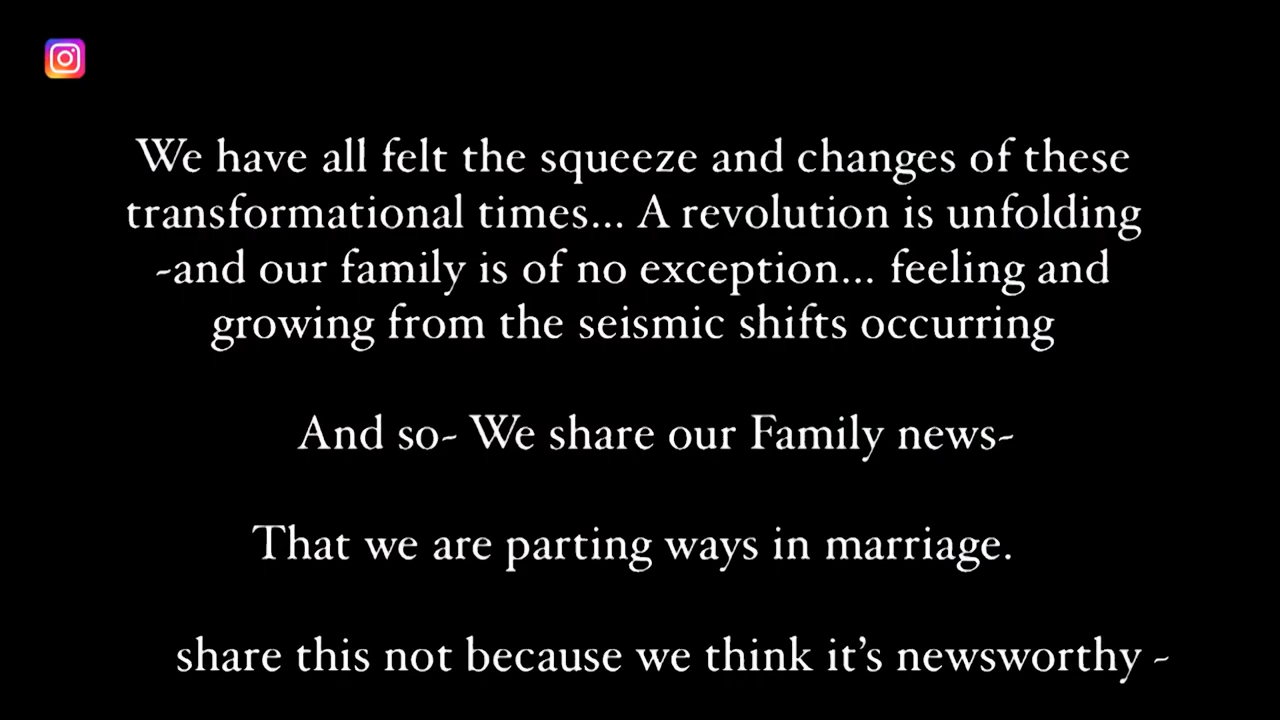 We have all felt the squeeze and changes of these
transformational times... A revolution is unfolding
-and our family is of no exception... feeling and
growing from the seismic shifts occurring
And so- We share our Family news-
That we are parting ways in marriage.
share this not because we think it's newsworthy -